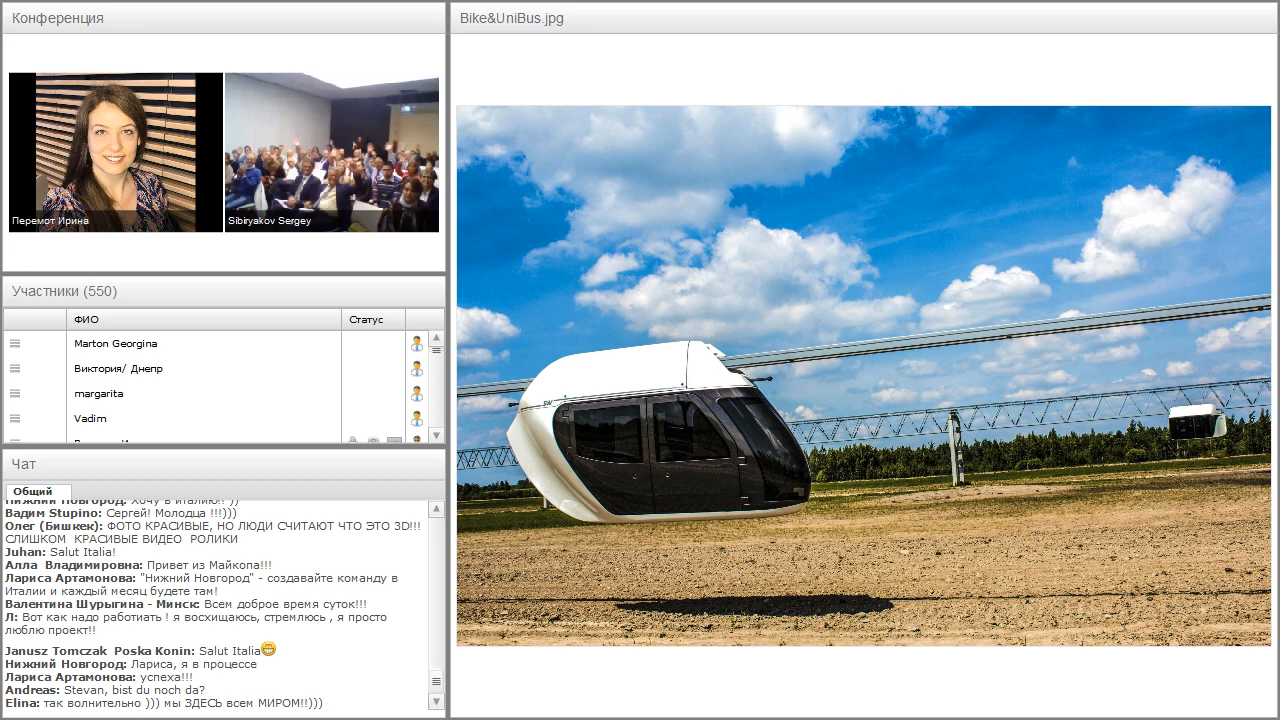 Конференция
Перемот Ирина
Sibiryakov Sergey
Участники (550)
ФИО
Статус
Marton Georgina
Виктория/ Днепр
margarita
Vadim
Чат
Общий
Нижний Новгород: Хочу в Италию!! ))
Вадим Stupino: Сергей! Молодца !!!)))
Олег (Бишкек): ФОТО КРАСИВЫЕ, НО ЛЮДИ СЧИТАЮТ ЧТО ЭТО 3D!!!
СЛИШКОМ КРАСИВЫЕ ВИДЕО РОЛИКИ
Juhan: Salut Italia!
Алла Владимировна: Привет из Майкопа!!!
Лариса Артамонова: "Нижний Новгород" - создавайте команду в
Италии и каждый месяц будете там!
Валентина Шурыгина - Минск: Всем доброе время суток!!!
Л: Вот как надо работиать ! я восхищаюсь, стремлюсь , я просто
люблю проект!!
Janusz Tomczak Poska Konin: Salut Italia
Нижний Новгород: Лариса, я в процессе
Лариса Артамонова: успеха!!!
Andreas: Stevan, bist du noch da?
Elina: так волнительно ))) мы ЗДЕСЬ всем МИРОМ!!)))
Bike&UniBus.jpg